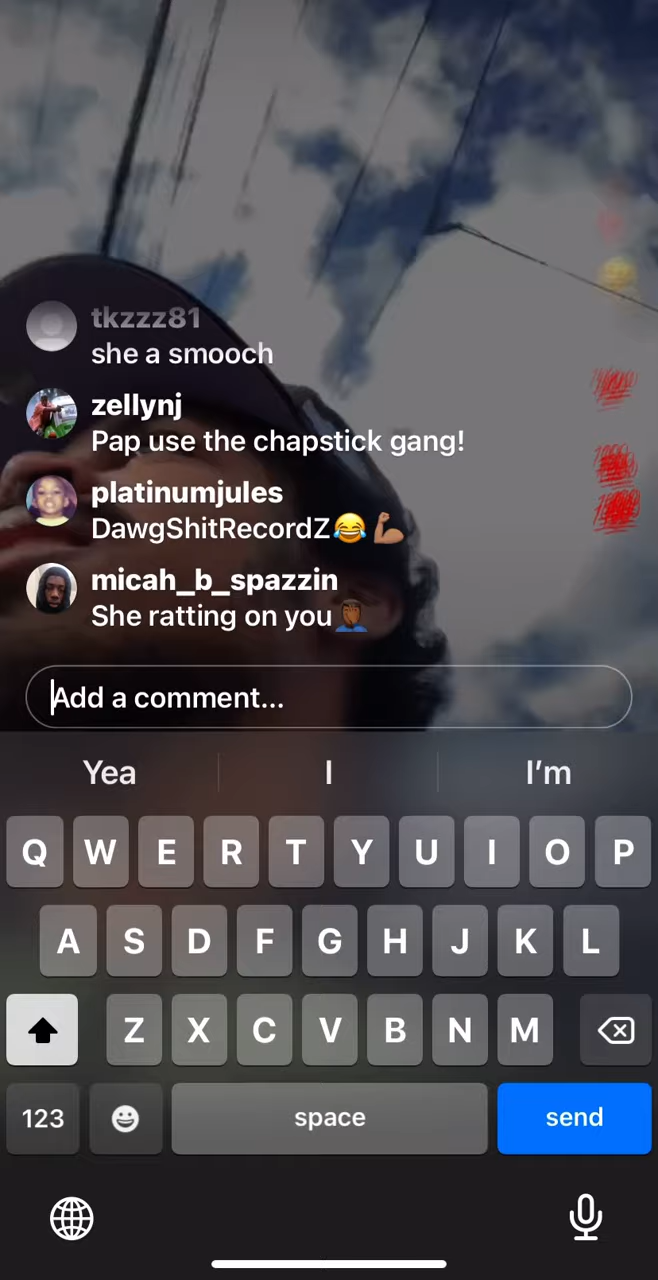 tkzzz81
she a smooch
zellynj
Pap use the chapstick gang!
platinumjules
DawgShitRecordZ😂💪🏽
micah_b_spazzin
She ratting on you🤦🏾‍♂️
Add a comment...
Yea I I’m
Q W E R T Y U I O P
A S D F G H J K L
Z X C V B N M
123 space send